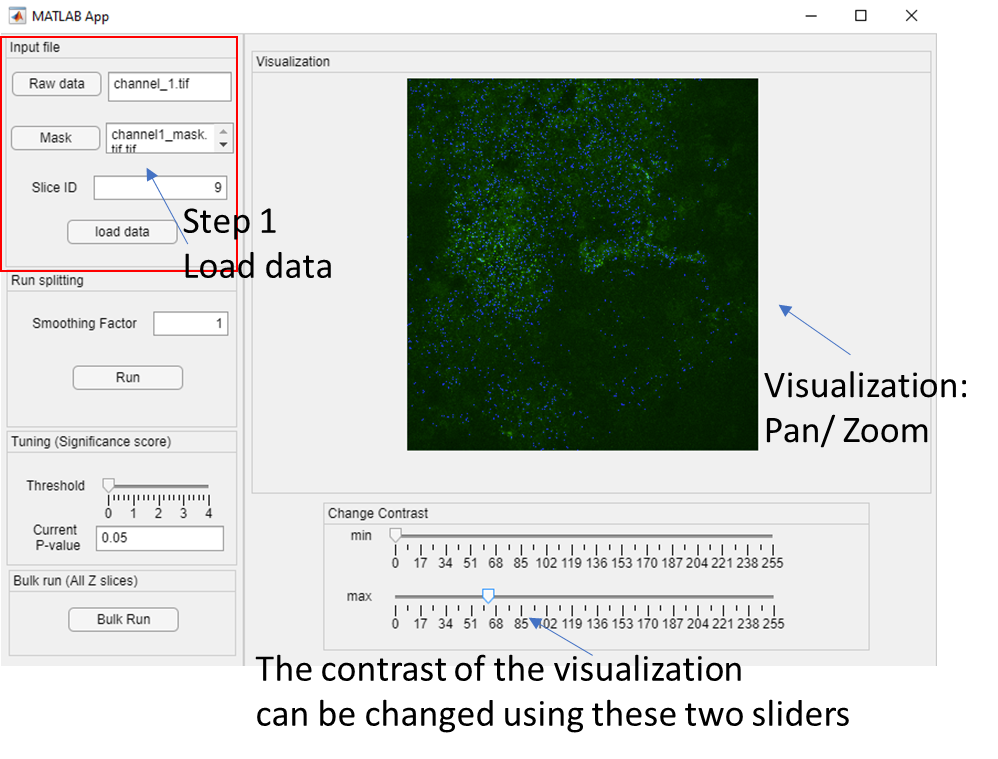 MATLAB App
Input file
Raw data channel_1.tif
Mask channel1_mask.
tif.tif
Slice ID 9
load data
Step 1
Load data
Run splitting
Smoothing Factor 1
Run
Tuning (Significance score)
Threshold
0 1 2 3 4
Current
P-value 0.05
Bulk run (All Z slices)
Bulk Run
Visualization
Visualization:
Pan/ Zoom
Change Contrast
min
0 17 34 51 68 85 102 119 136 153 170 187 204 221 238 255
max
0 17 34 51 68 85 102 119 136 153 170 187 204 221 238 255
The contrast of the visualization
can be changed using these two sliders